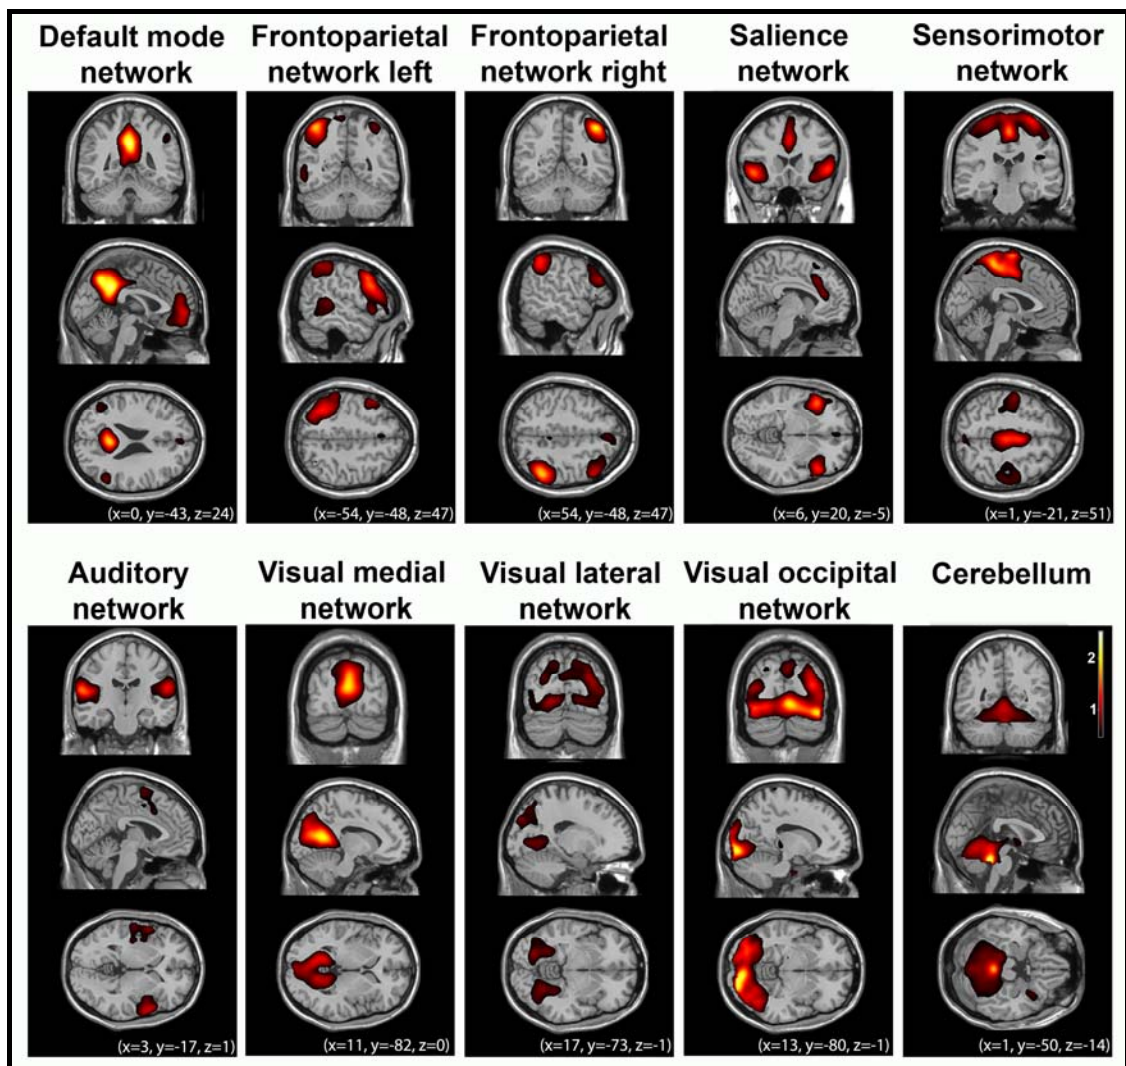 Default mode
network
Frontoparietal
network left
Frontoparietal
network right
Salience
network
Sensorimotor
network
(x=0, y=-43, z=24)
(x=-54, y=-48, z=47)
(x=54, y=-48, z=47)
(x=6, y=20, z=-5)
(x=1, y=-21, z=51)
Auditory
network
Visual medial
network
Visual lateral
network
Visual occipital
network
Cerebellum
2
1
(x=3, y=-17, z=1)
(x=11, y=-82, z=0)
(x=17, y=-73, z=-1)
(x=13, y=-80, z=-1)
(x=1, y=-50, z=-14)